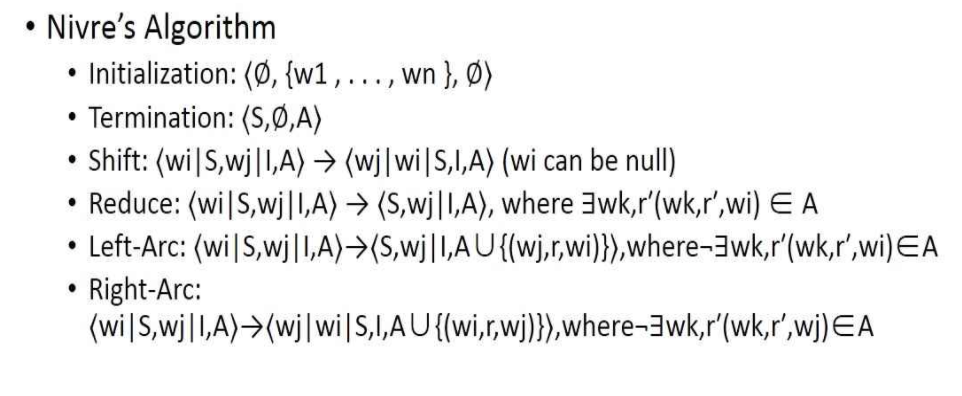 • Nivre's Algorithm
• Initialization: ⟨Ø, {w1 , . . . , wn }, Ø⟩
• Termination: ⟨S,Ø,A⟩
• Shift: ⟨wi|S,wj|I,A⟩ → ⟨wj|wi|S,I,A⟩ (wi can be null)
• Reduce: ⟨wi|S,wj|I,A⟩ → ⟨S,wj|I,A⟩, where ∃wk,r′(wk,r′,wi) ∈ A
• Left-Arc: ⟨wi|S,wj|I,A⟩→⟨S,wj|I,A∪{(wj,r,wi)}⟩,where¬∃wk,r′(wk,r′,wi)∈A
• Right-Arc:
⟨wi|S,wj|I,A⟩→⟨wj|wi|S,I,A∪{(wi,r,wj)}⟩,where¬∃wk,r′(wk,r′,wj)∈A